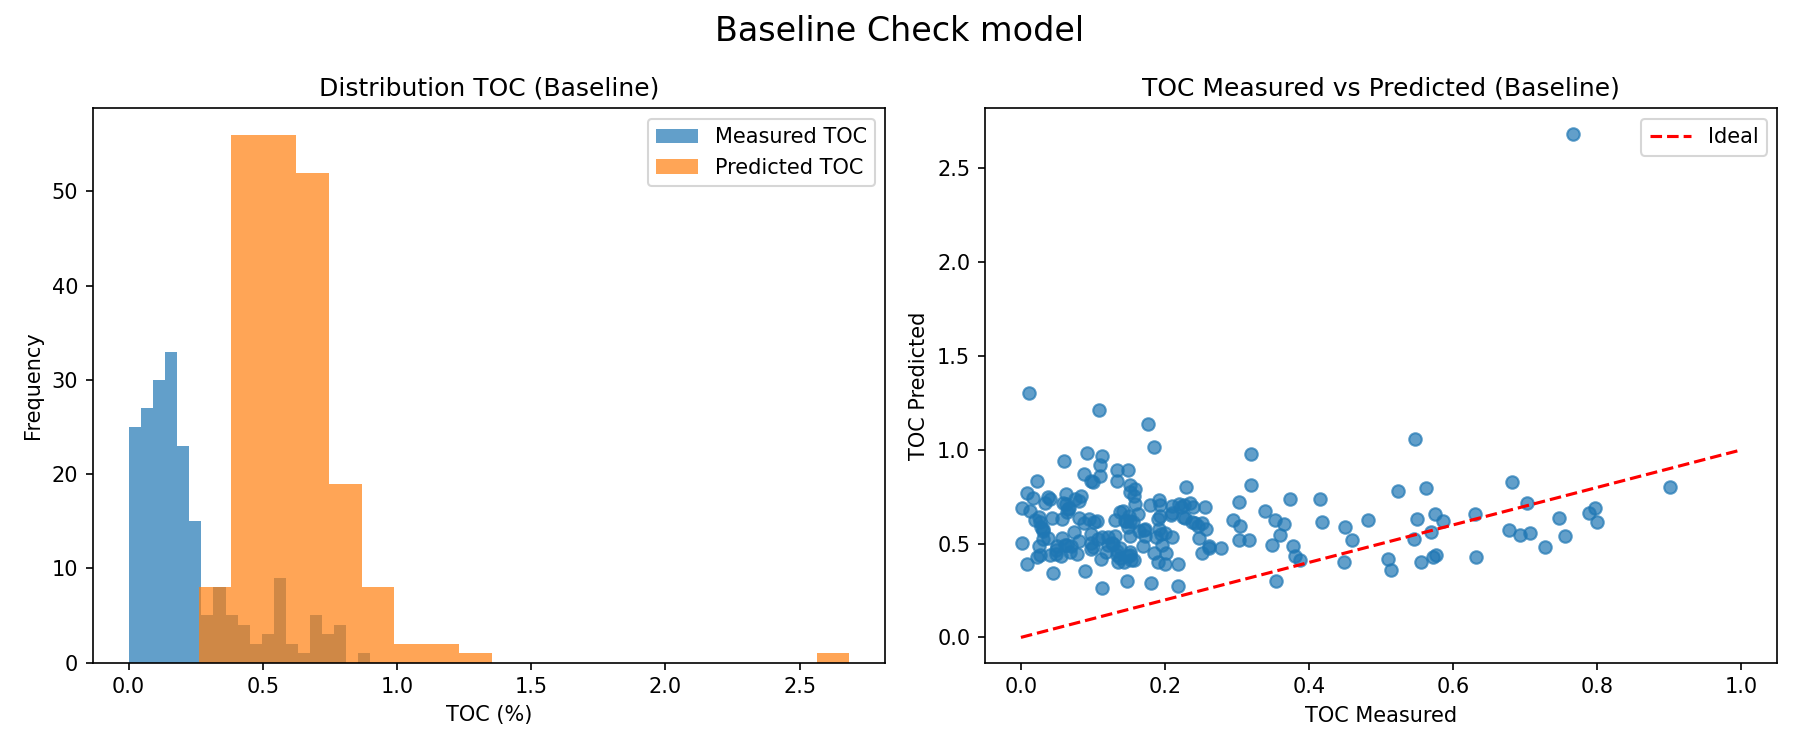 Baseline Check model
Distribution TOC (Baseline)
Measured TOC
Predicted TOC
Frequency
50
40
30
20
10
0
0.0 0.5 1.0 1.5 2.0 2.5
TOC (%)
TOC Measured vs Predicted (Baseline)
Ideal
TOC Predicted
2.5
2.0
1.5
1.0
0.5
0.0
0.0 0.2 0.4 0.6 0.8 1.0
TOC Measured